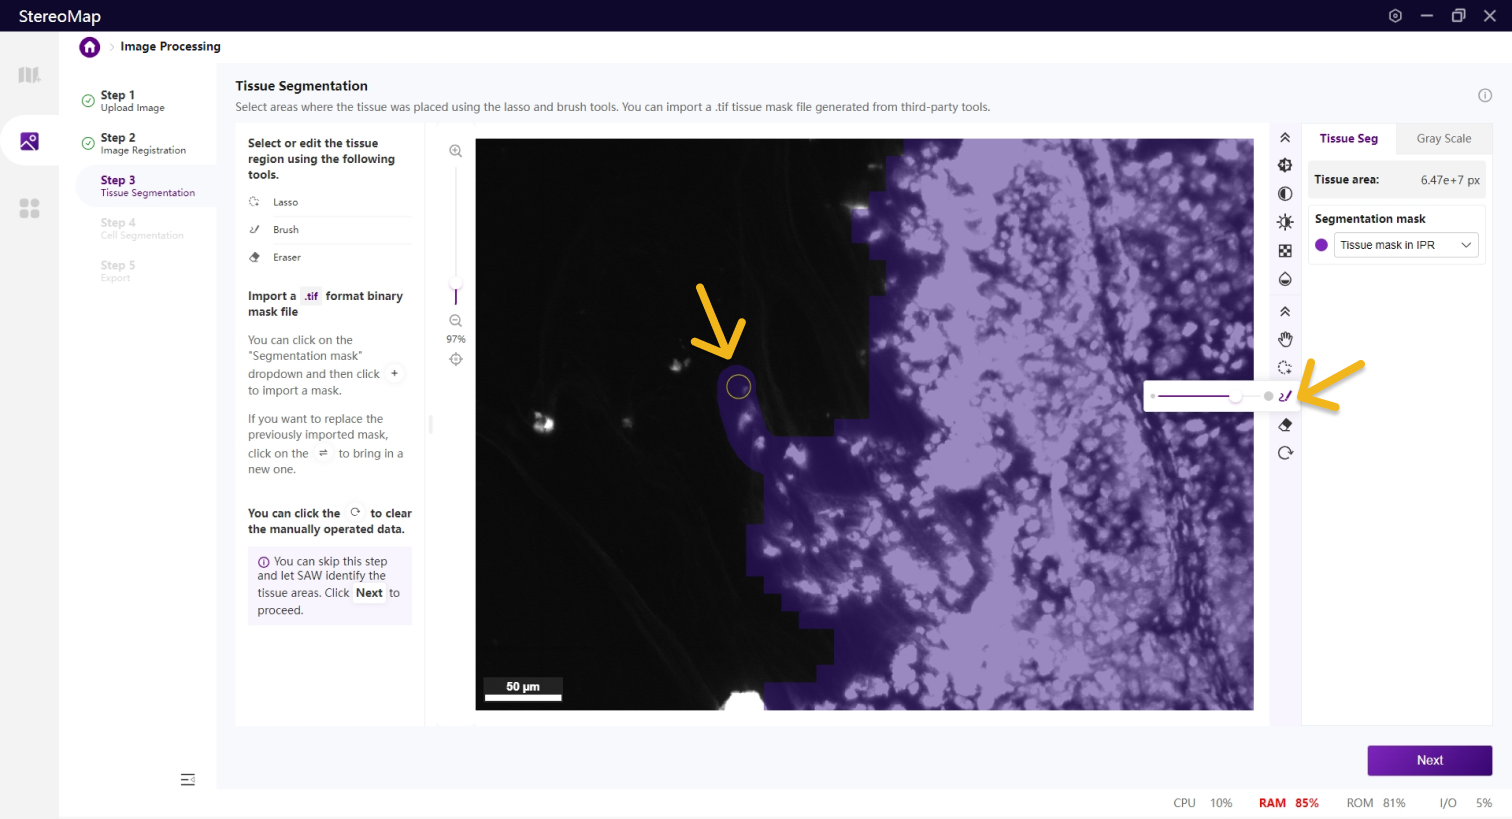 StereoMap
Image Processing
Step 1
Upload Image
Step 2
Image Registration
Step 3
Tissue Segmentation
Step 4
Cell Segmentation
Step 5
Export
Tissue Segmentation
Select areas where the tissue was placed using the lasso and brush tools. You can import a .tif tissue mask file generated from third-party tools.
Select or edit the tissue
region using the following
tools.
Lasso
Brush
Eraser
Import a .tif format binary
mask file
You can click on the
"Segmentation mask"
dropdown and then click +
to import a mask.
If you want to replace the
previously imported mask,
click on the ⇌ to bring in a
new one.
You can click the to clear
the manually operated data.
You can skip this step
and let SAW identify the
tissue areas. Click Next to
proceed.
97%
50 μm
Tissue Seg
Gray Scale
Tissue area: 6.47e+7 px
Segmentation mask
Tissue mask in IPR
Next
CPU 10% RAM 85% ROM 81% I/O 5%